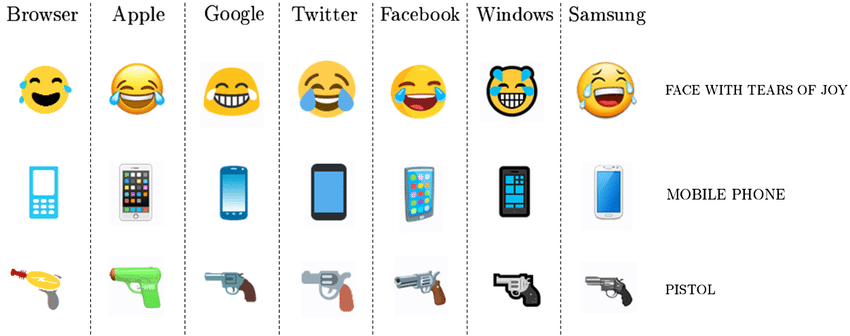 Browser Apple Google Twitter Facebook Windows Samsung
FACE WITH TEARS OF JOY
MOBILE PHONE
PISTOL